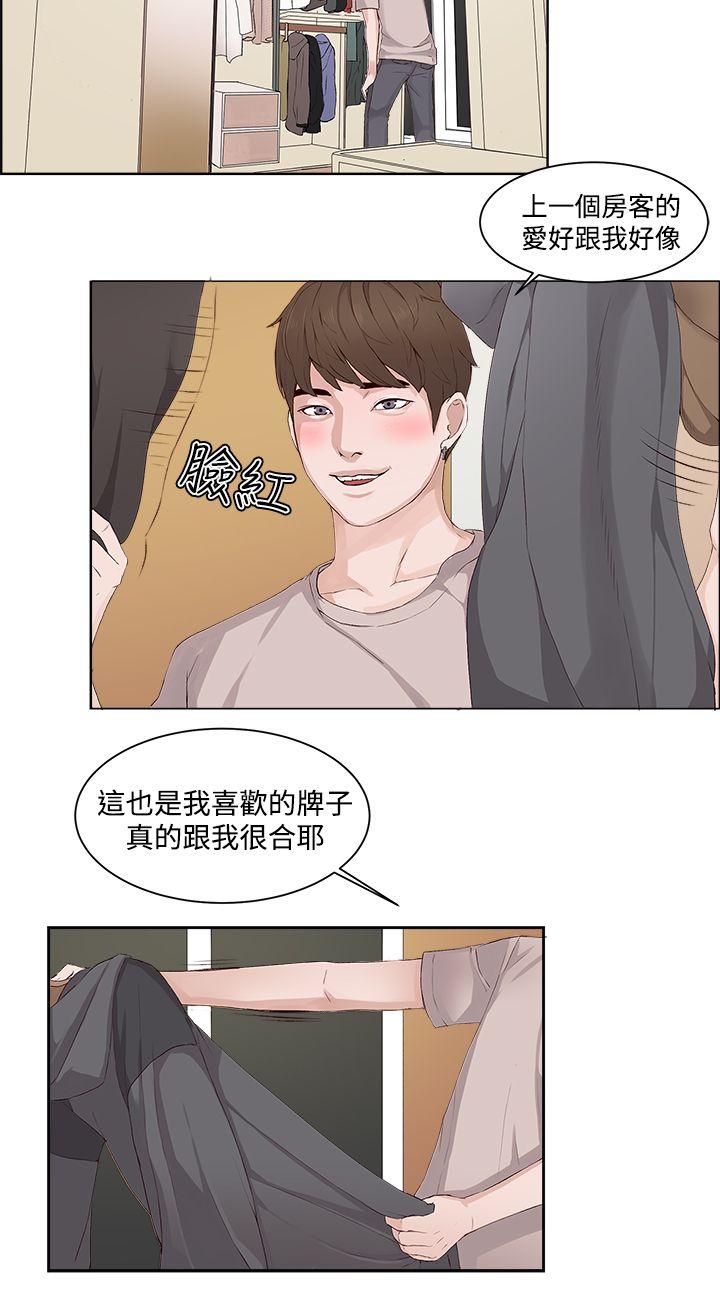 上一個房客的
愛好跟我好像
臉紅
這也是我喜歡的牌子
真的跟我很合耶